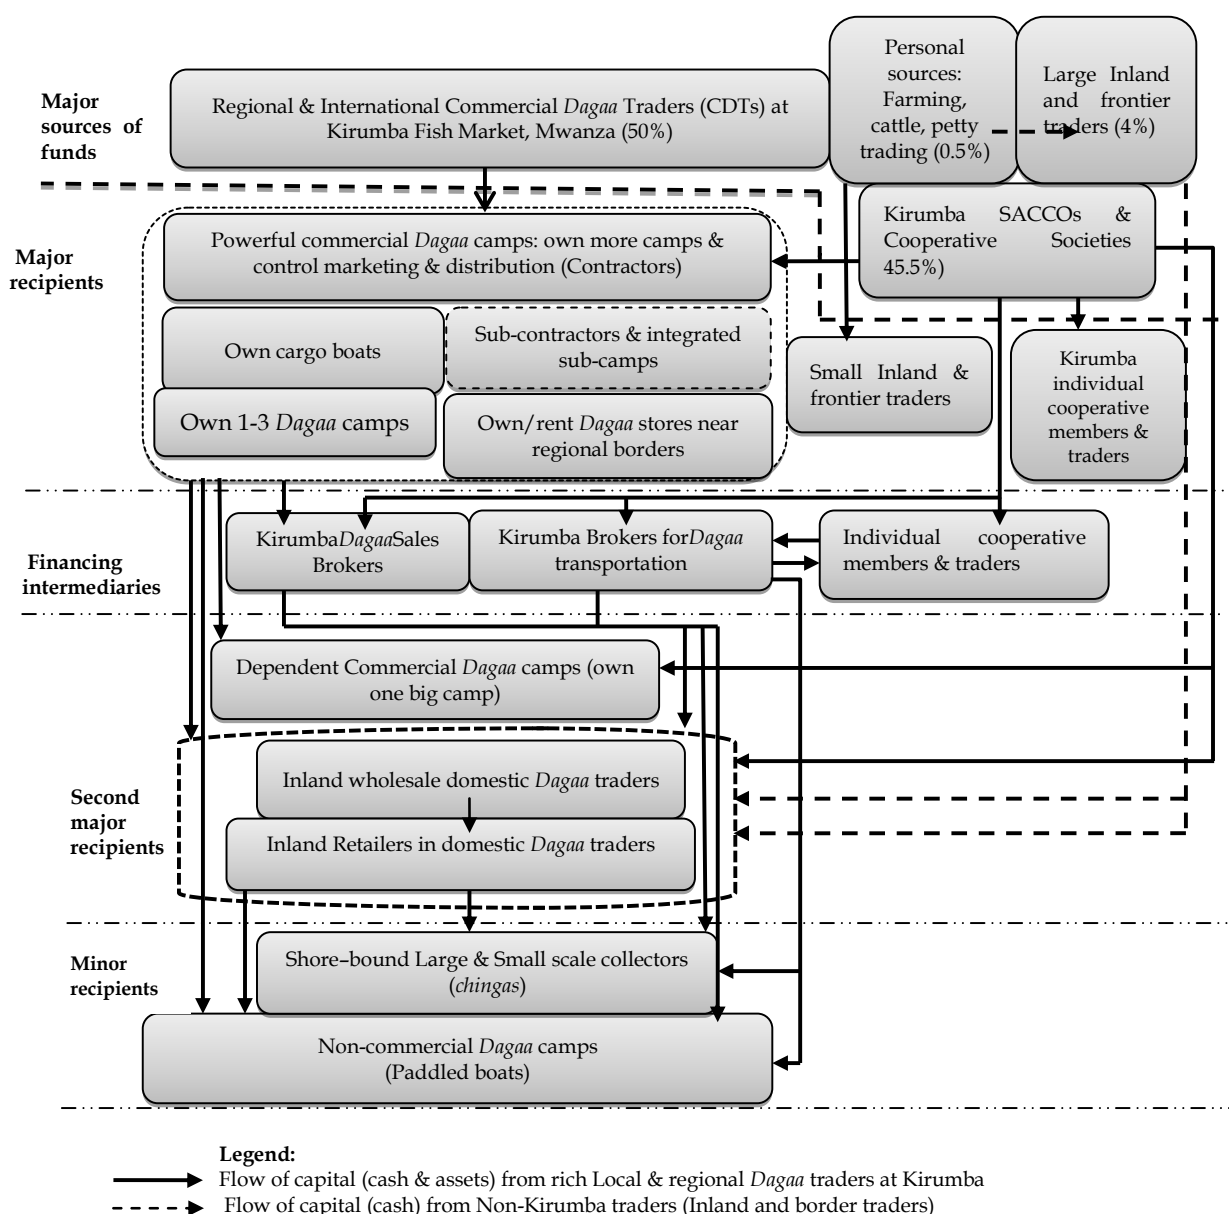 Major
sources of
funds
Regional & International Commercial Dagaa Traders (CDTs) at
Kirumba Fish Market, Mwanza (50%)
Personal
sources:
Farming,
cattle, petty
trading (0.5%)
Large Inland
and frontier
traders (4%)
Major
recipients
Powerful commercial Dagaa camps: own more camps &
control marketing & distribution (Contractors)
Kirumba SACCOs &
Cooperative Societies
45.5%)
Own cargo boats
Sub-contractors & integrated
sub-camps
Own 1-3 Dagaa camps
Own/rent Dagaa stores near
regional borders
Small Inland &
frontier traders
Kirumba
individual
cooperative
members &
traders
Financing
intermediaries
KirumbaDagaaSales
Brokers
Kirumba Brokers forDagaa
transportation
Individual cooperative
members & traders
Dependent Commercial Dagaa camps (own
one big camp)
Second
major
recipients
Inland wholesale domestic Dagaa traders
Inland Retailers in domestic Dagaa traders
Minor
recipients
Shore–bound Large & Small scale collectors
(chingas)
Non-commercial Dagaa camps
(Paddled boats)
Legend:
Flow of capital (cash & assets) from rich Local & regional Dagaa traders at Kirumba
Flow of capital (cash) from Non-Kirumba traders (Inland and border traders)